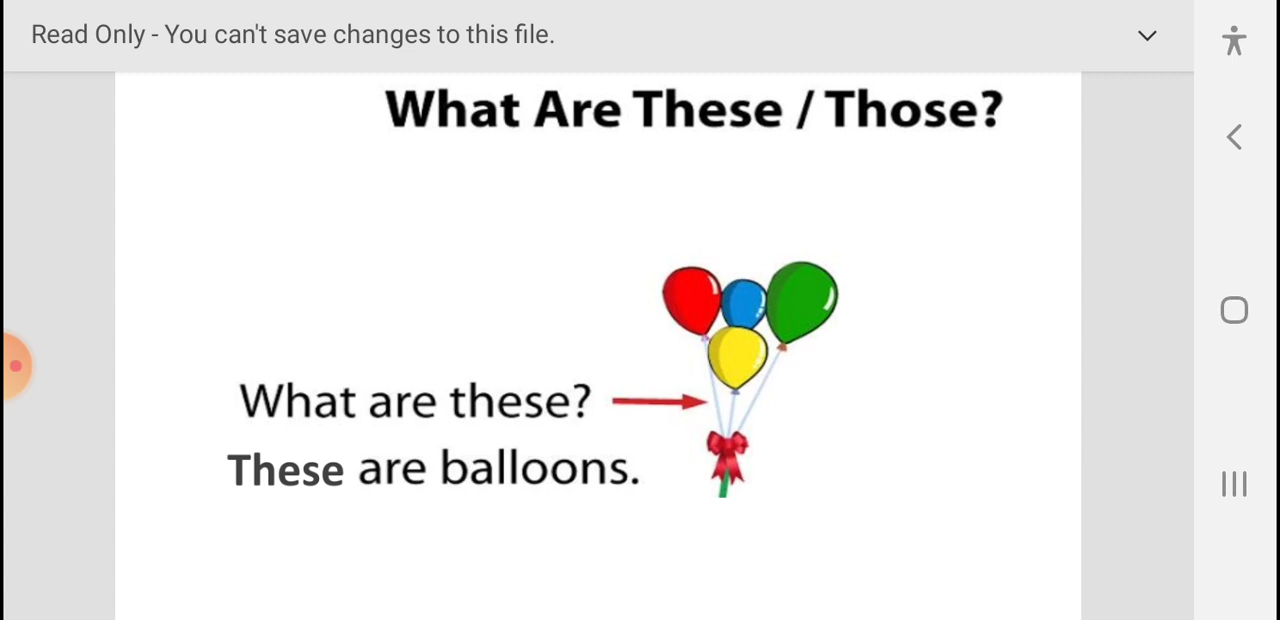 Read Only - You can't save changes to this file.
What Are These / Those?
What are these?
These are balloons.